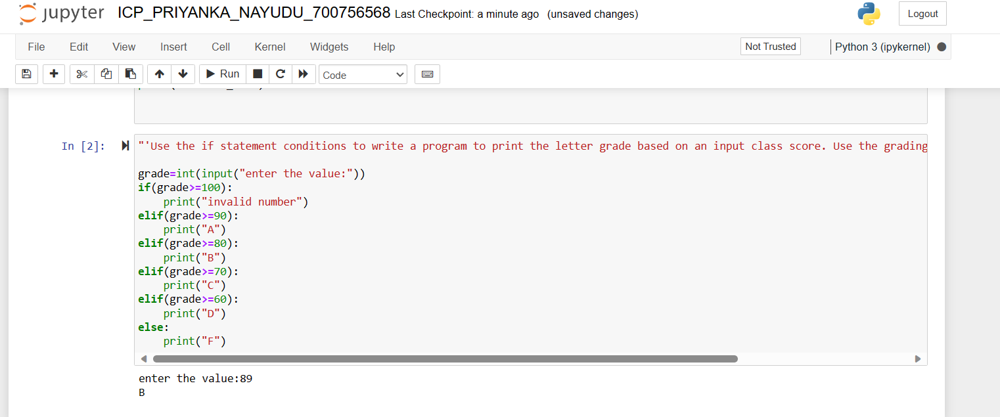 jupyter ICP_PRIYANKA_NAYUDU_700756568 Last Checkpoint: a minute ago (unsaved changes) Logout
File Edit View Insert Cell Kernel Widgets Help Not Trusted Python 3 (ipykernel)
Run Code
In [2]: "'Use the if statement conditions to write a program to print the letter grade based on an input class score. Use the grading
grade=int(input("enter the value:"))
if(grade>=100):
    print("invalid number")
elif(grade>=90):
    print("A")
elif(grade>=80):
    print("B")
elif(grade>=70):
    print("C")
elif(grade>=60):
    print("D")
else:
    print("F")
enter the value:89
B